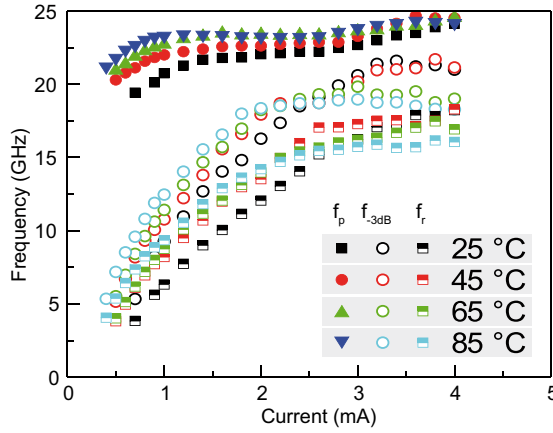 25
20
15
10
5
0
Frequency (GHz)
f_p f_-3dB f_r
25 °C
45 °C
65 °C
85 °C
0 1 2 3 4 5
Current (mA)